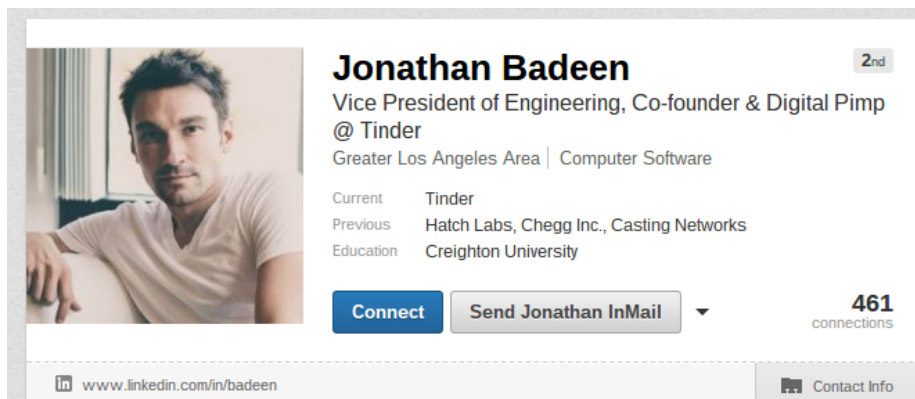 Jonathan Badeen
2nd
Vice President of Engineering, Co-founder & Digital Pimp
@ Tinder
Greater Los Angeles Area | Computer Software
Current Tinder
Previous Hatch Labs, Chegg Inc., Casting Networks
Education Creighton University
Connect
Send Jonathan InMail
461
connections
in www.linkedin.com/in/badeen
Contact Info